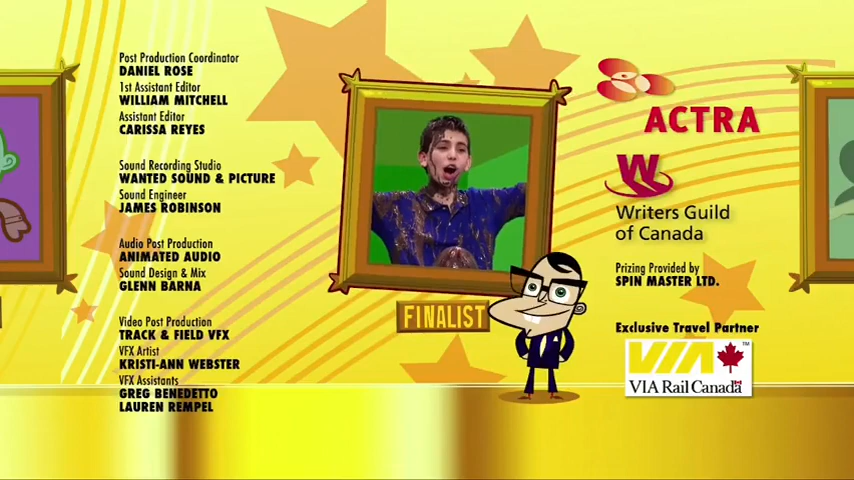 Post Production Coordinator
DANIEL ROSE
1st Assistant Editor
WILLIAM MITCHELL
Assistant Editor
CARISSA REYES
Sound Recording Studio
WANTED SOUND & PICTURE
Sound Engineer
JAMES ROBINSON
Audio Post Production
ANIMATED AUDIO
Sound Design & Mix
GLENN BARNA
Video Post Production
TRACK & FIELD VFX
VFX Artist
KRISTI-ANN WEBSTER
VFX Assistants
GREG BENEDETTO
LAUREN REMPEL
FINALIST
ACTRA
W
Writers Guild
of Canada
Prizing Provided by
SPIN MASTER LTD.
Exclusive Travel Partner
VIA
TM
VIA Rail Canada